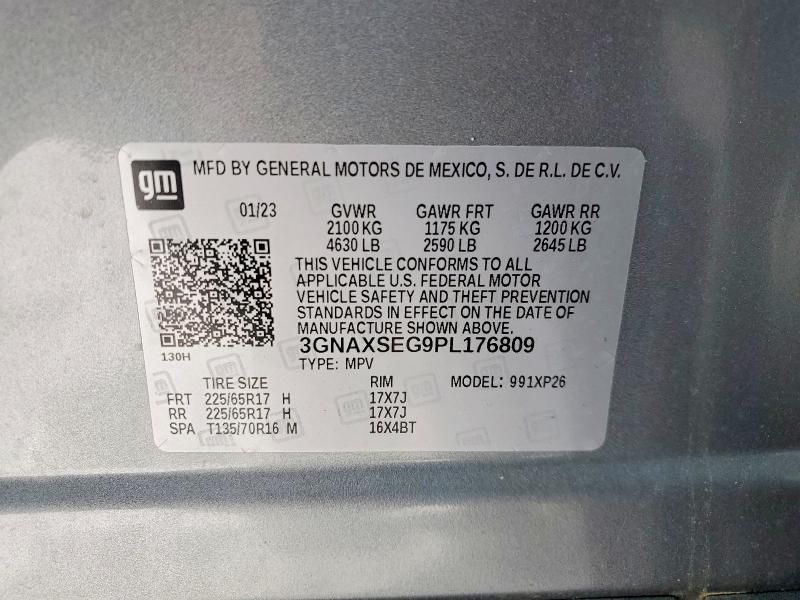 gm
MFD BY GENERAL MOTORS DE MEXICO, S. DE R.L. DE C.V.
01/23 GVWR GAWR FRT GAWR RR
2100 KG 1175 KG 1200 KG
4630 LB 2590 LB 2645 LB
THIS VEHICLE CONFORMS TO ALL
APPLICABLE U.S. FEDERAL MOTOR
VEHICLE SAFETY AND THEFT PREVENTION
STANDARDS IN EFFECT ON THE DATE OF
MANUFACTURE SHOWN ABOVE.
130H
3GNAXSEG9PL176809
TYPE: MPV
TIRE SIZE RIM MODEL: 991XP26
FRT 225/65R17 H 17X7J
RR 225/65R17 H 17X7J
SPA T135/70R16 M 16X4BT